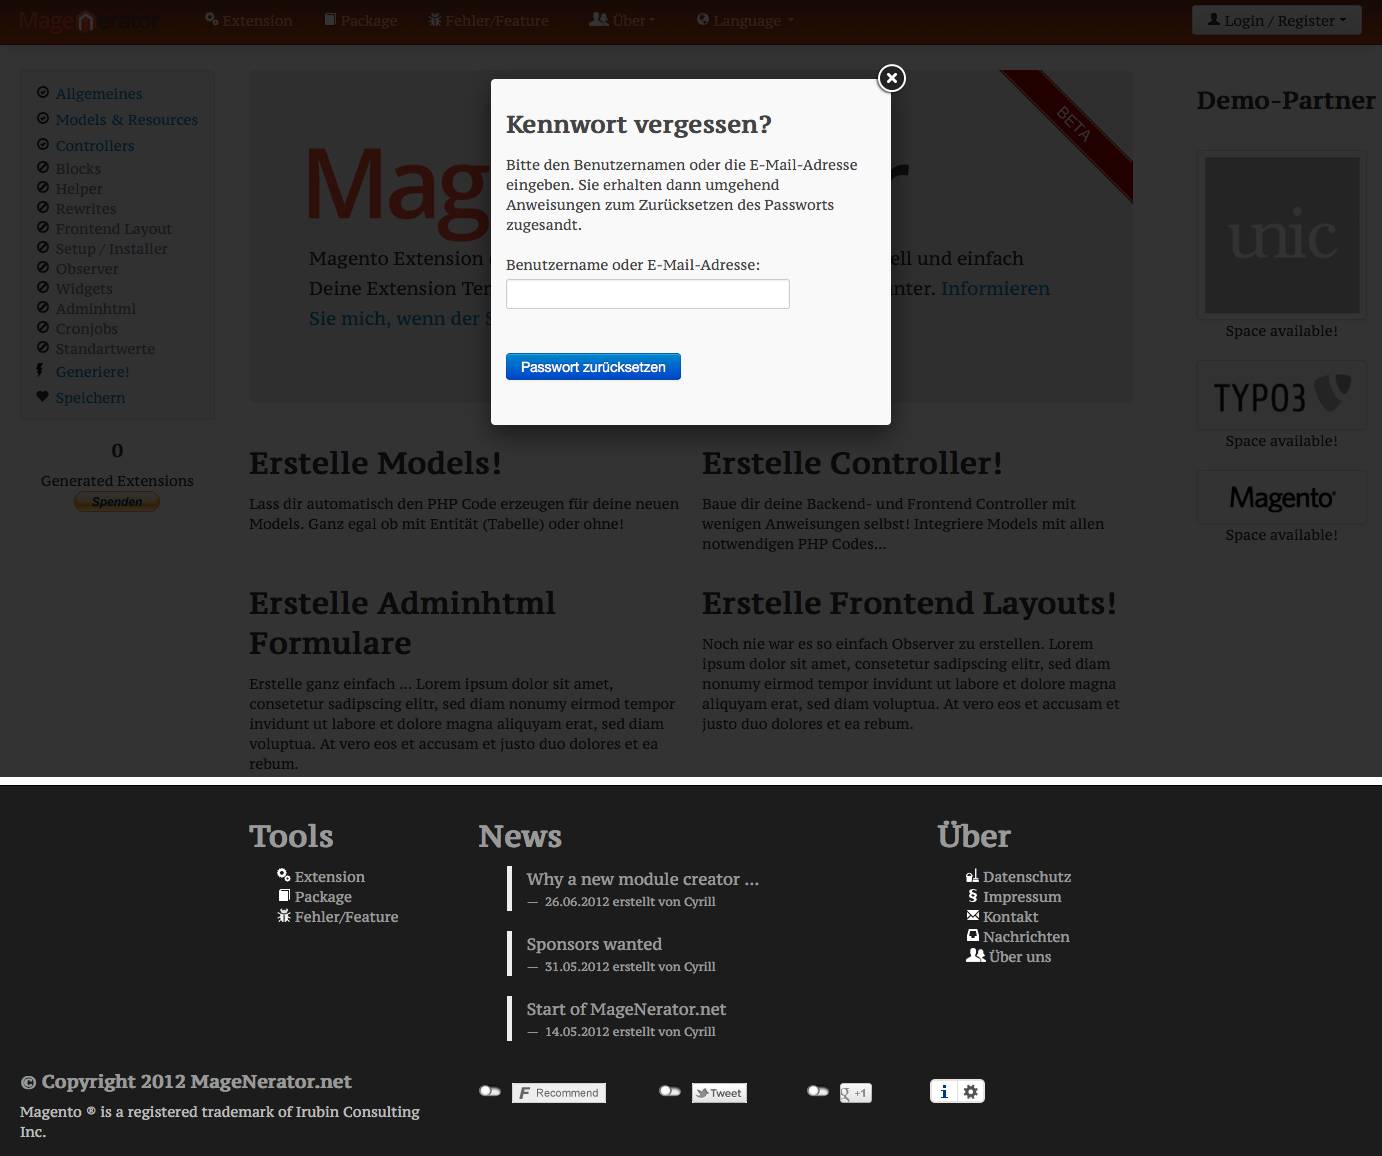 MageNerator
Extension
Package
Fehler/Feature
Über
Language
Login / Register
Allgemeines
Models & Resources
Controllers
Blocks
Helper
Rewrites
Frontend Layout
Setup / Installer
Observer
Widgets
Adminhtml
Cronjobs
Standartwerte
Generiere!
Speichern
0
Generated Extensions
Spenden
Mag
r
BETA
Magento Extension
ell und einfach
Deine Extension
nter. Informieren
Sie mich, wenn der
Kennwort vergessen?
Bitte den Benutzernamen oder die E-Mail-Adresse
eingeben. Sie erhalten dann umgehend
Anweisungen zum Zurücksetzen des Passworts
zugesandt.
Benutzername oder E-Mail-Adresse:
Passwort zurücksetzen
Demo-Partner
unic
Space available!
TYPO3
Space available!
Magento®
Space available!
Erstelle Models!
Lass dir automatisch den PHP Code erzeugen für deine neuen
Models. Ganz egal ob mit Entität (Tabelle) oder ohne!
Erstelle Controller!
Baue dir deine Backend- und Frontend Controller mit
wenigen Anweisungen selbst! Integriere Models mit allen
notwendigen PHP Codes...
Erstelle Adminhtml
Formulare
Erstelle ganz einfach ... Lorem ipsum dolor sit amet,
consetetur sadipscing elitr, sed diam nonumy eirmod tempor
invidunt ut labore et dolore magna aliquyam erat, sed diam
voluptua. At vero eos et accusam et justo duo dolores et ea
rebum.
Erstelle Frontend Layouts!
Noch nie war es so einfach Observer zu erstellen. Lorem
ipsum dolor sit amet, consetetur sadipscing elitr, sed diam
nonumy eirmod tempor invidunt ut labore et dolore magna
aliquyam erat, sed diam voluptua. At vero eos et accusam et
justo duo dolores et ea rebum.
Tools
Extension
Package
Fehler/Feature
News
Why a new module creator ...
— 26.06.2012 erstellt von Cyrill
Sponsors wanted
— 31.05.2012 erstellt von Cyrill
Start of MageNerator.net
— 14.05.2012 erstellt von Cyrill
Über
Datenschutz
§ Impressum
Kontakt
Nachrichten
Über uns
© Copyright 2012 MageNerator.net
Magento ® is a registered trademark of Irubin Consulting
Inc.
F Recommend
Tweet
g +1
i